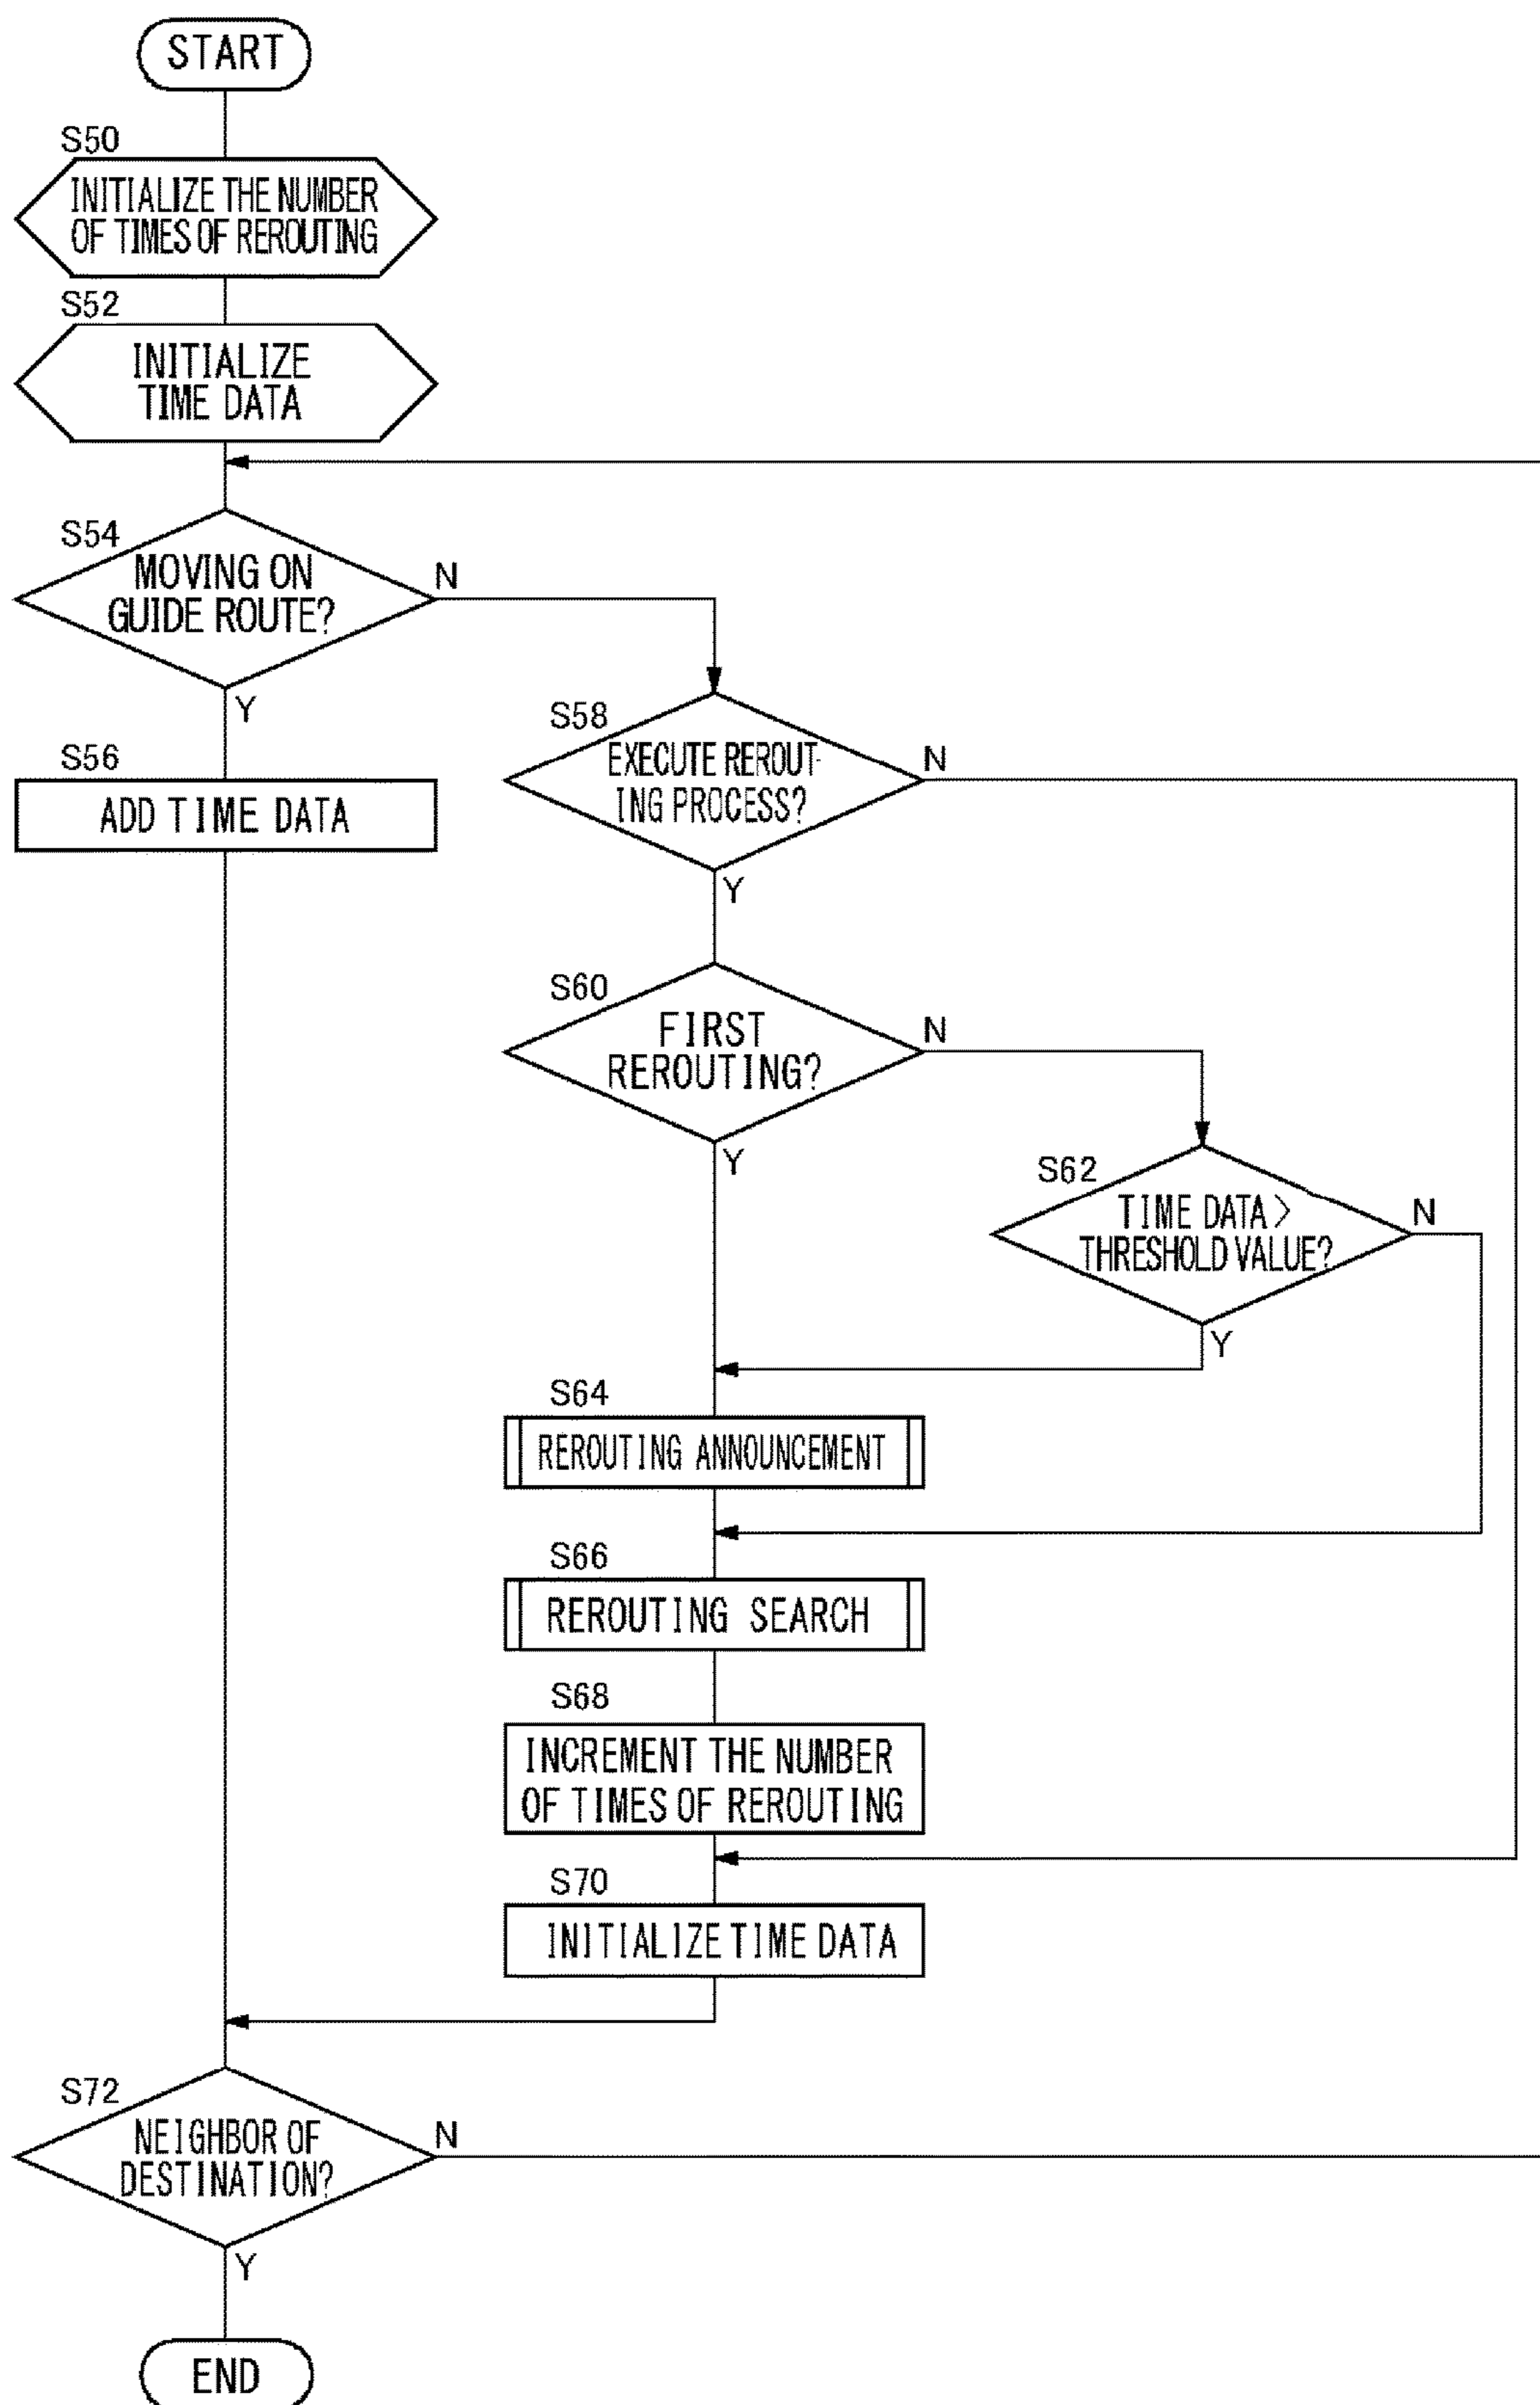 START
S50
INITIALIZE THE NUMBER
OF TIMES OF REROUTING
S52
INITIALIZE
TIME DATA
S54
MOVING ON
GUIDE ROUTE?
N
Y
S56
ADD TIME DATA
S58
EXECUTE REROUT-
ING PROCESS?
N
Y
S60
FIRST
REROUTING?
N
Y
S62
TIME DATA >
THRESHOLD VALUE?
N
Y
S64
REROUTING ANNOUNCEMENT
S66
REROUTING SEARCH
S68
INCREMENT THE NUMBER
OF TIMES OF REROUTING
S70
INITIALIZE TIME DATA
S72
NEIGHBOR OF
DESTINATION?
N
Y
END